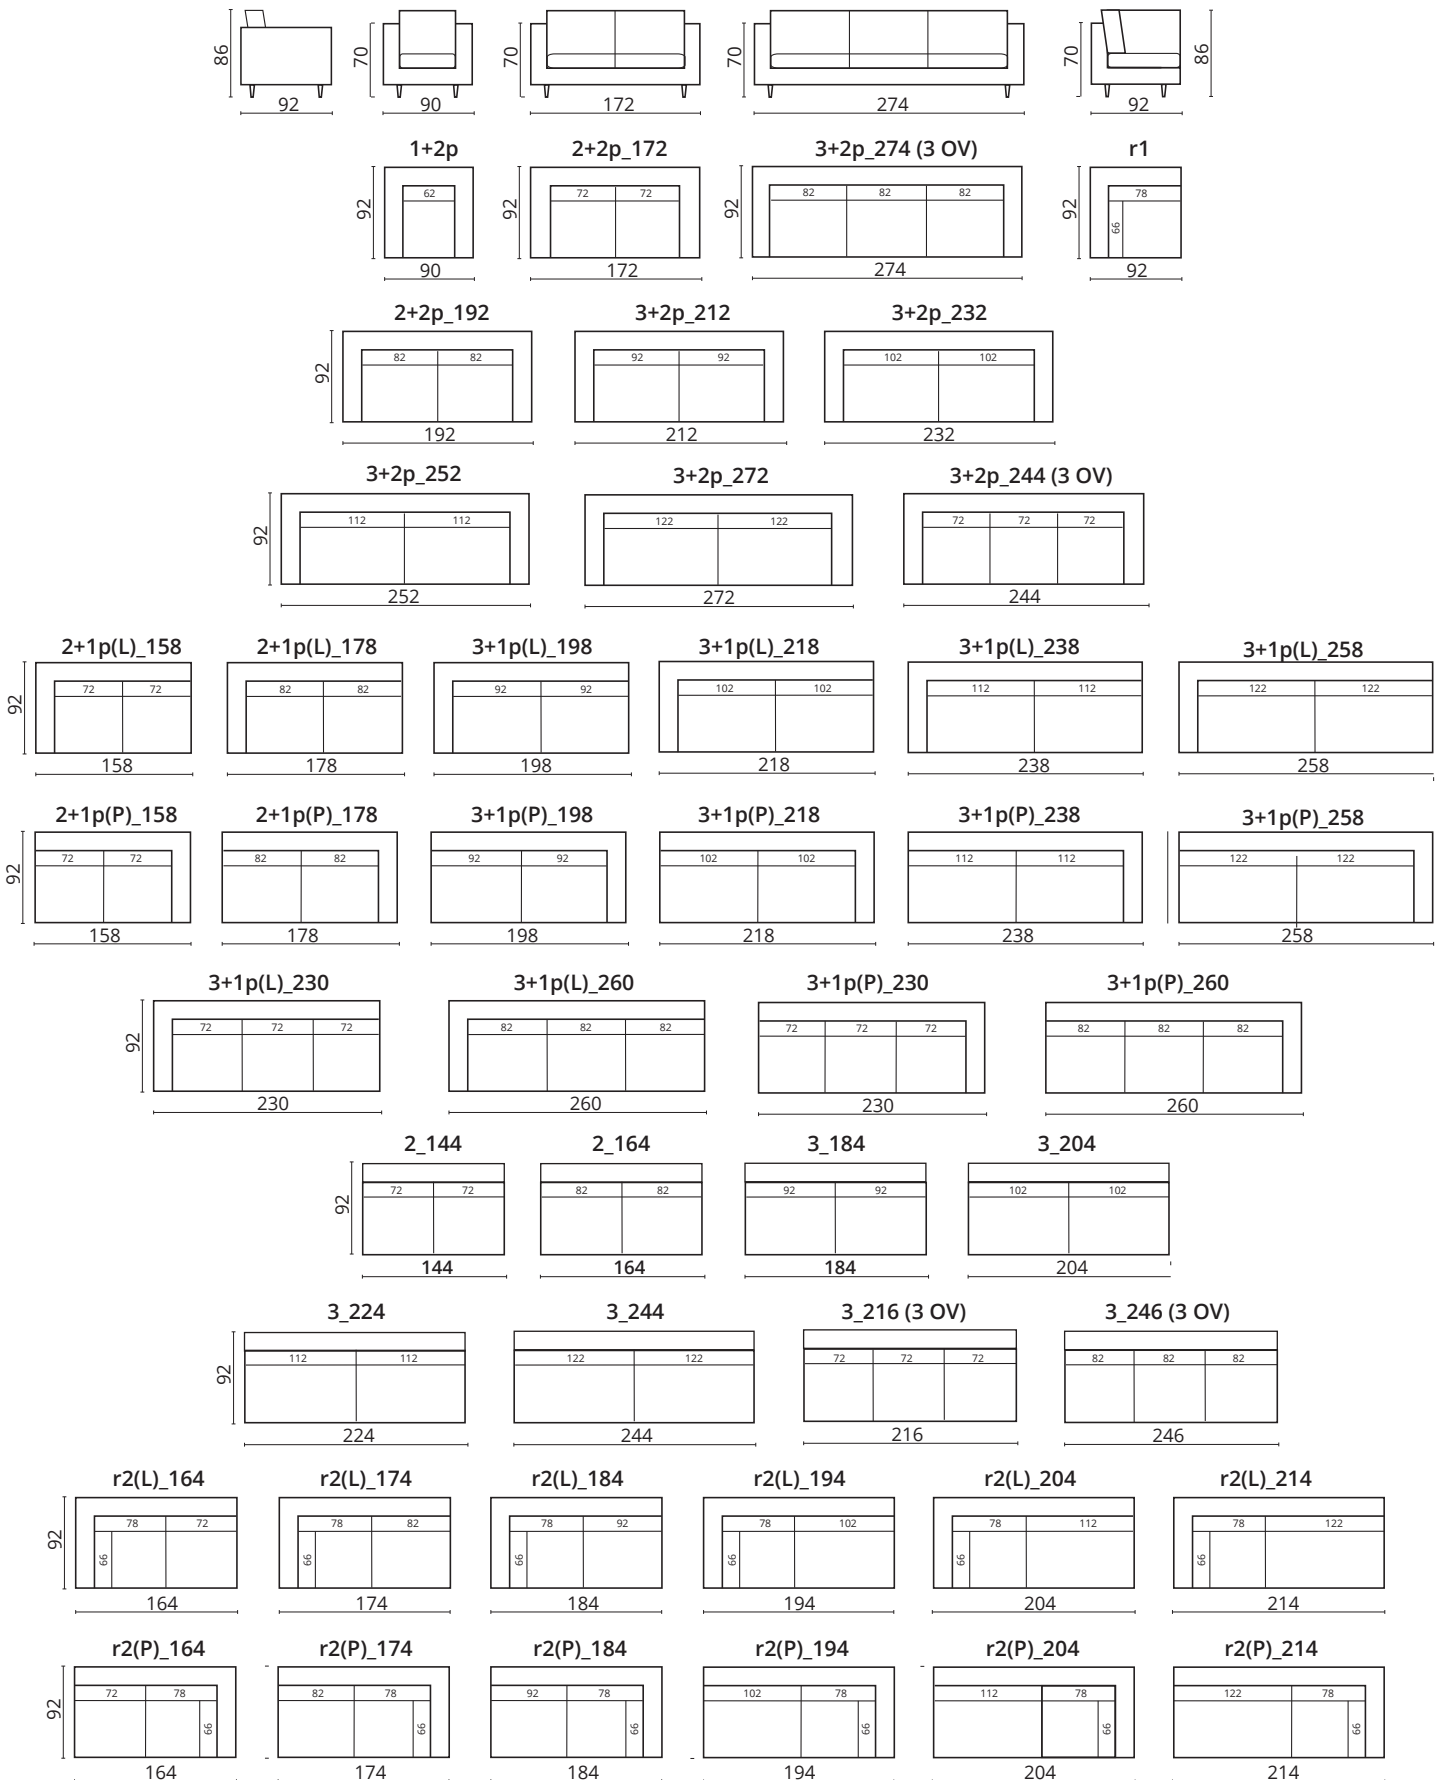 86 70 70 70 70 86
92 90 172 274 92
1+2p 2+2p_172 3+2p_274 (3 OV) r1
92 62 92 72 72 92 82 82 82 92 78 66
90 172 274 92
2+2p_192 3+2p_212 3+2p_232
92 82 82 92 92 102 102
192 212 232
3+2p_252 3+2p_272 3+2p_244 (3 OV)
92 112 112 122 122 72 72 72
252 272 244
2+1p(L)_158 2+1p(L)_178 3+1p(L)_198 3+1p(L)_218 3+1p(L)_238 3+1p(L)_258
92 72 72 82 82 92 92 102 102 112 112 122 122
158 178 198 218 238 258
2+1p(P)_158 2+1p(P)_178 3+1p(P)_198 3+1p(P)_218 3+1p(P)_238 3+1p(P)_258
92 72 72 82 82 92 92 102 102 112 112 122 122
158 178 198 218 238 258
3+1p(L)_230 3+1p(L)_260 3+1p(P)_230 3+1p(P)_260
92 72 72 72 82 82 82 72 72 72 82 82 82
230 260 230 260
2_144 2_164 3_184 3_204
92 72 72 82 82 92 92 102 102
144 164 184 204
3_224 3_244 3_216 (3 OV) 3_246 (3 OV)
92 112 112 122 122 72 72 72 82 82 82
224 244 216 246
r2(L)_164 r2(L)_174 r2(L)_184 r2(L)_194 r2(L)_204 r2(L)_214
92 78 72 78 82 78 92 78 102 78 112 78 122
66 66 66 66 66 66
164 174 184 194 204 214
r2(P)_164 r2(P)_174 r2(P)_184 r2(P)_194 r2(P)_204 r2(P)_214
92 72 78 82 78 92 78 102 78 112 78 122 78
66 66 66 66 66 66
164 174 184 194 204 214